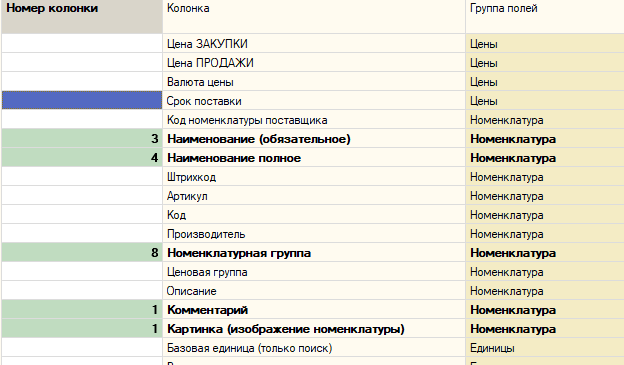 Номер колонки Колонка Группа полей
Цена ЗАКУПКИ Цены
Цена ПРОДАЖИ Цены
Валюта цены Цены
Срок поставки Цены
Код номенклатуры поставщика Номенклатура
3 Наименование (обязательное) Номенклатура
4 Наименование полное Номенклатура
Штрихкод Номенклатура
Артикул Номенклатура
Код Номенклатура
Производитель Номенклатура
8 Номенклатурная группа Номенклатура
Ценовая группа Номенклатура
Описание Номенклатура
1 Комментарий Номенклатура
1 Картинка (изображение номенклатуры) Номенклатура
Базовая единица (только поиск) Единицы